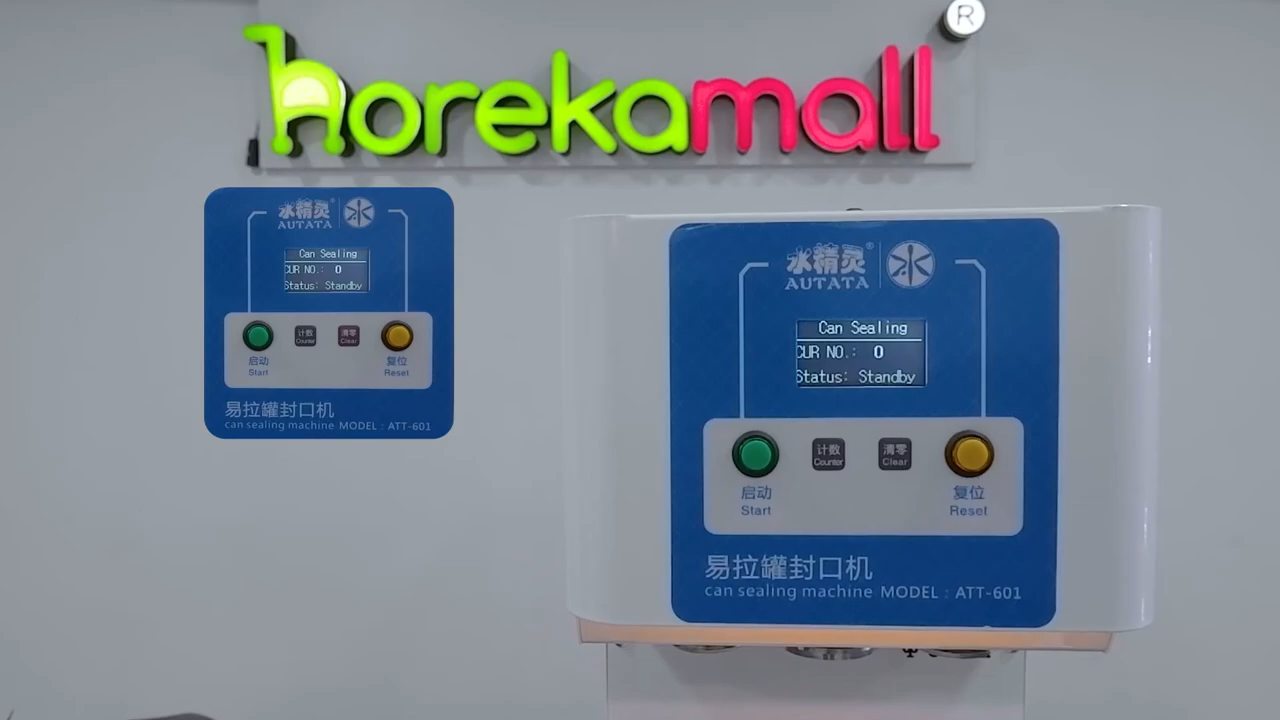 horekamall
R
水精灵®
AUTATA
Can Sealing
CUR NO.: 0
Status: Standby
计数
Counter
清零
Clear
启动
Start
复位
Reset
易拉罐封口机
can sealing machine MODEL : ATT-601
水精灵®
AUTATA
Can Sealing
CUR NO.: 0
Status: Standby
计数
Counter
清零
Clear
启动
Start
复位
Reset
易拉罐封口机
can sealing machine MODEL : ATT-601